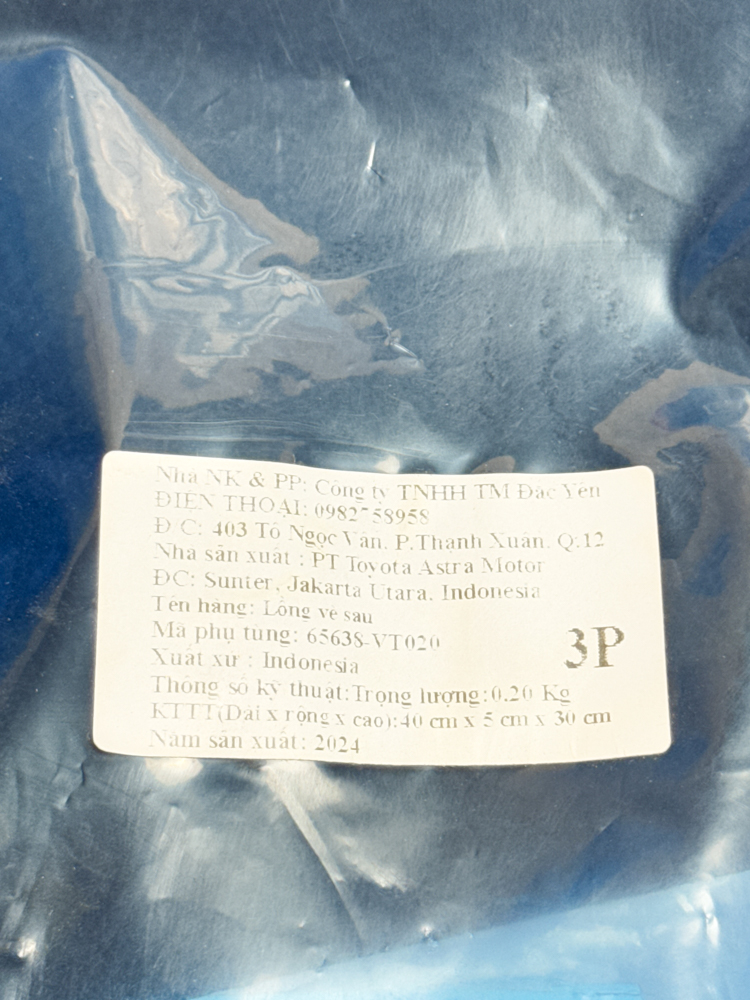 Nhà NK & PP: Công ty TNHH TM Đắc Yến
ĐIỆN THOẠI: 0982758958
Đ C: 403 Tô Ngọc Vân, P.Thạnh Xuân, Q.12
Nhà sản xuất : PT Toyota Astra Motor
ĐC: Sunter, Jakarta Utara, Indonesia
Tên hàng: Lồng vè sau
Mã phụ tùng: 65638-VT020
3P
Xuất xứ : Indonesia
Thông số kỹ thuật:Trọng lượng:0.20 Kg
KTTT(Dài x rộng x cao):40 cm x 5 cm x 30 cm
Năm sản xuất: 2024